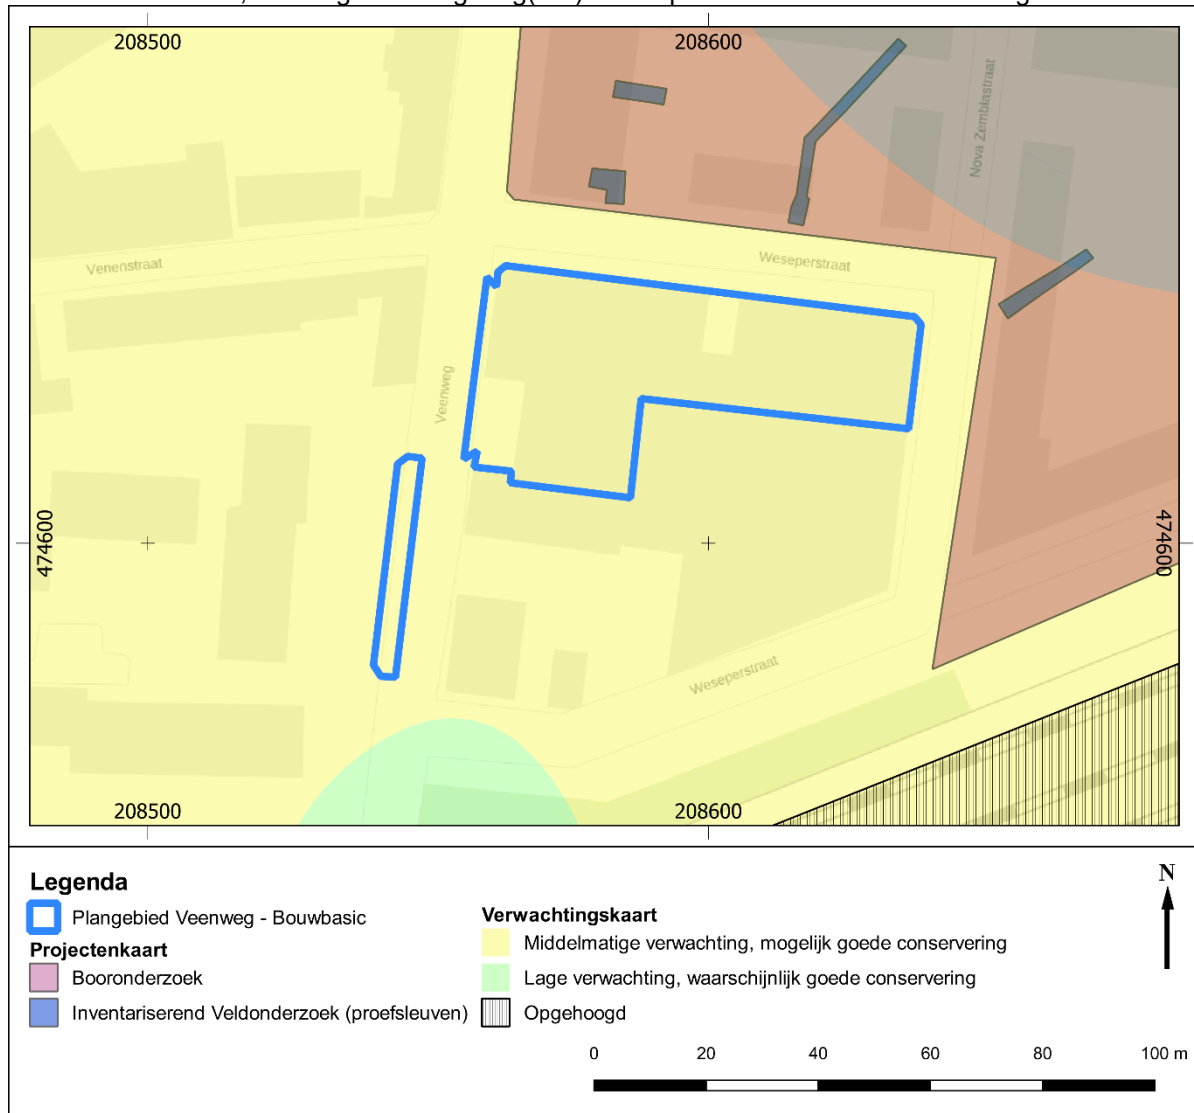 208500 208600
Nova Zemblastraat
Venenstraat
Weseperstraat
Veenweg
474600
474600
Weseperstraat
208500 208600
Legenda
Plangebied Veenweg - Bouwbasic
Projectenkaart
Booronderzoek
Inventariserend Veldonderzoek (proefsleuven)
Verwachtingskaart
Middelmatige verwachting, mogelijk goede conservering
Lage verwachting, waarschijnlijk goede conservering
Opgehoogd
N
0 20 40 60 80 100 m